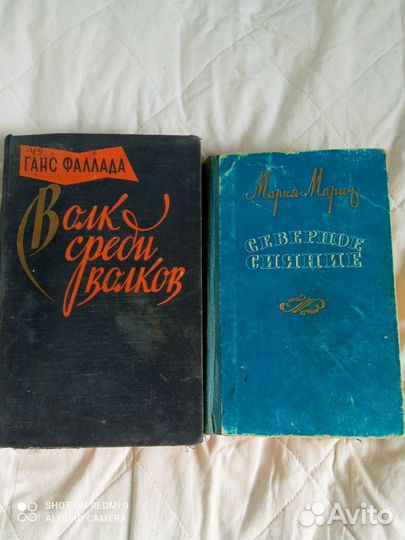 ГАНС ФАЛЛАДА
Волк
среди
волков
Мария Марич
СЕВЕРНОЕ
СИЯНИЕ
SHOT ON REDMI 9
AI QUAD CAMERA
Avito